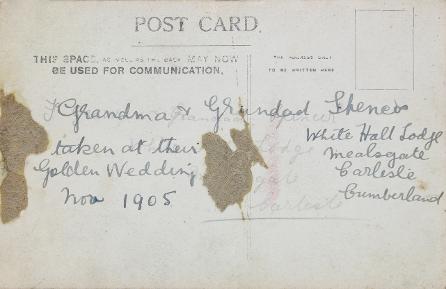 POST CARD.
THIS SPACE, AS WELL AS THE BACK, MAY NOW
BE USED FOR COMMUNICATION.
THE ADDRESS ONLY
TO BE WRITTEN HERE
Grandma & Grandad Spencer
taken at their
Golden Wedding
Nov 1905
White Hall Lodge
Mealsgate
Carlisle
Cumberland